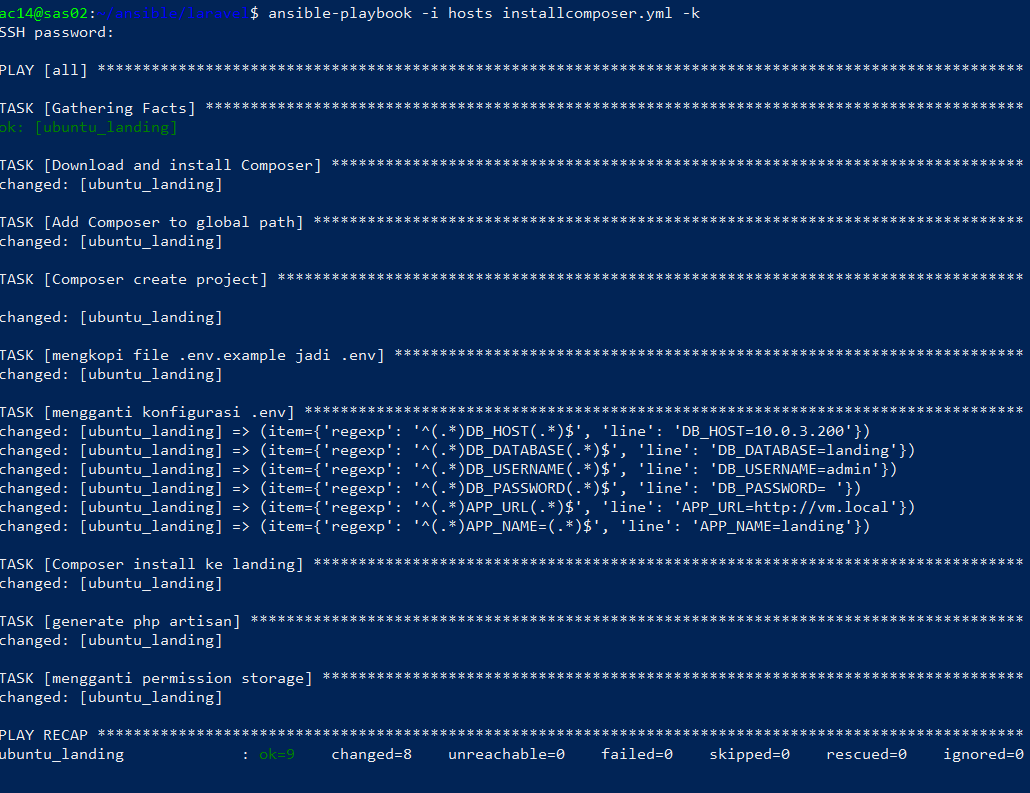 ac14@sas02:~/ansible/laravel$ ansible-playbook -i hosts installcomposer.yml -k
SSH password:
PLAY [all] *******************************************************************************************************
TASK [Gathering Facts] *******************************************************************************************
ok: [ubuntu_landing]
TASK [Download and install Composer] *****************************************************************************
changed: [ubuntu_landing]
TASK [Add Composer to global path] *******************************************************************************
changed: [ubuntu_landing]
TASK [Composer create project] ***********************************************************************************
changed: [ubuntu_landing]
TASK [mengkopi file .env.example jadi .env] **********************************************************************
changed: [ubuntu_landing]
TASK [mengganti konfigurasi .env] ********************************************************************************
changed: [ubuntu_landing] => (item={'regexp': '^(.*)DB_HOST(.*)$', 'line': 'DB_HOST=10.0.3.200'})
changed: [ubuntu_landing] => (item={'regexp': '^(.*)DB_DATABASE(.*)$', 'line': 'DB_DATABASE=landing'})
changed: [ubuntu_landing] => (item={'regexp': '^(.*)DB_USERNAME(.*)$', 'line': 'DB_USERNAME=admin'})
changed: [ubuntu_landing] => (item={'regexp': '^(.*)DB_PASSWORD(.*)$', 'line': 'DB_PASSWORD= '})
changed: [ubuntu_landing] => (item={'regexp': '^(.*)APP_URL(.*)$', 'line': 'APP_URL=http://vm.local'})
changed: [ubuntu_landing] => (item={'regexp': '^(.*)APP_NAME=(.*)$', 'line': 'APP_NAME=landing'})
TASK [Composer install ke landing] *******************************************************************************
changed: [ubuntu_landing]
TASK [generate php artisan] **************************************************************************************
changed: [ubuntu_landing]
TASK [mengganti permission storage] ******************************************************************************
changed: [ubuntu_landing]
PLAY RECAP *******************************************************************************************************
ubuntu_landing             : ok=9    changed=8    unreachable=0    failed=0    skipped=0    rescued=0    ignored=0